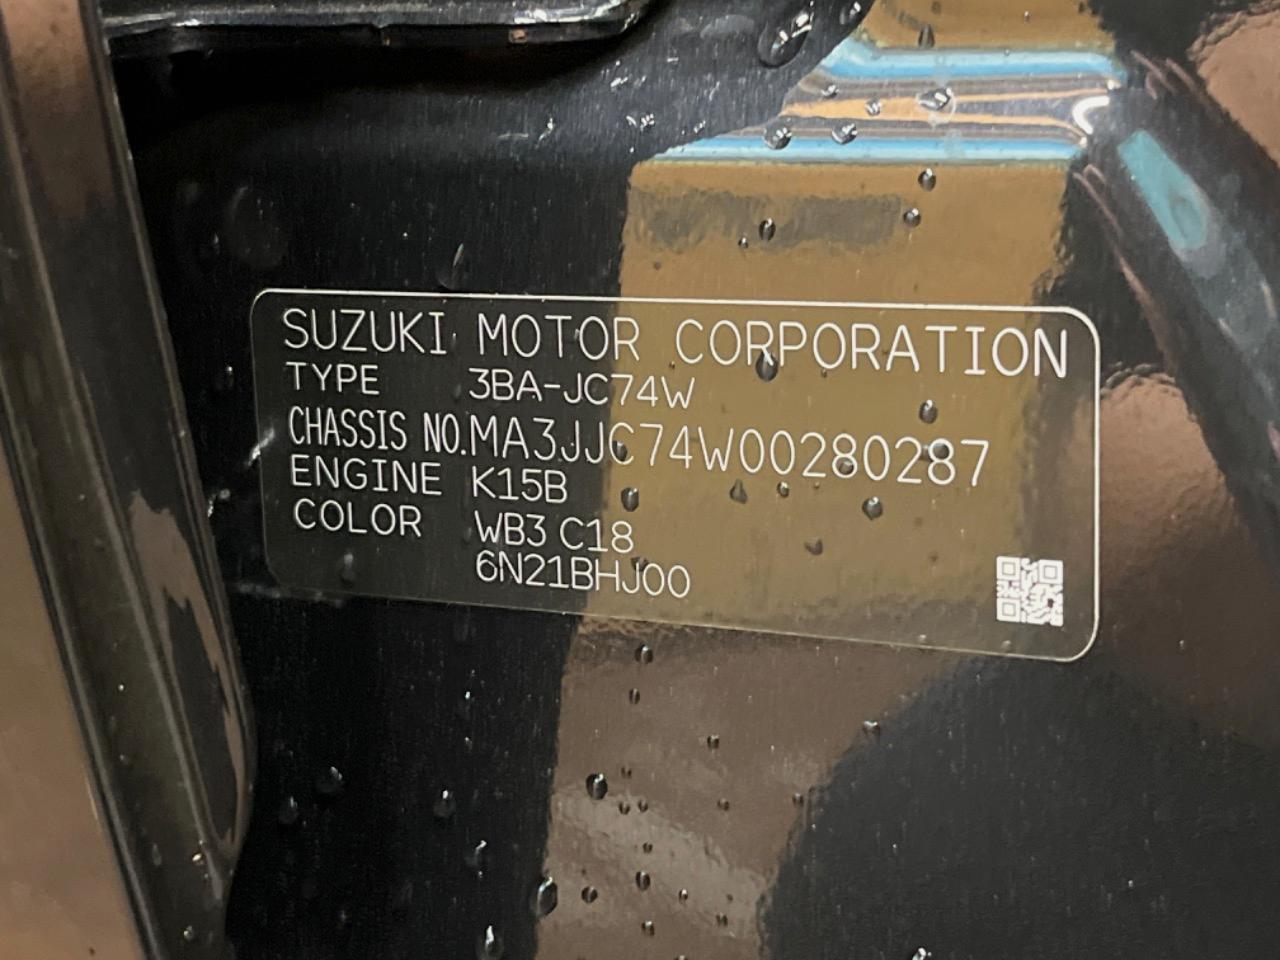 SUZUKI MOTOR CORPORATION
TYPE 3BA-JC74W
CHASSIS NO.MA3JJC74W00280287
ENGINE K15B
COLOR WB3 C18
6N21BHJ00